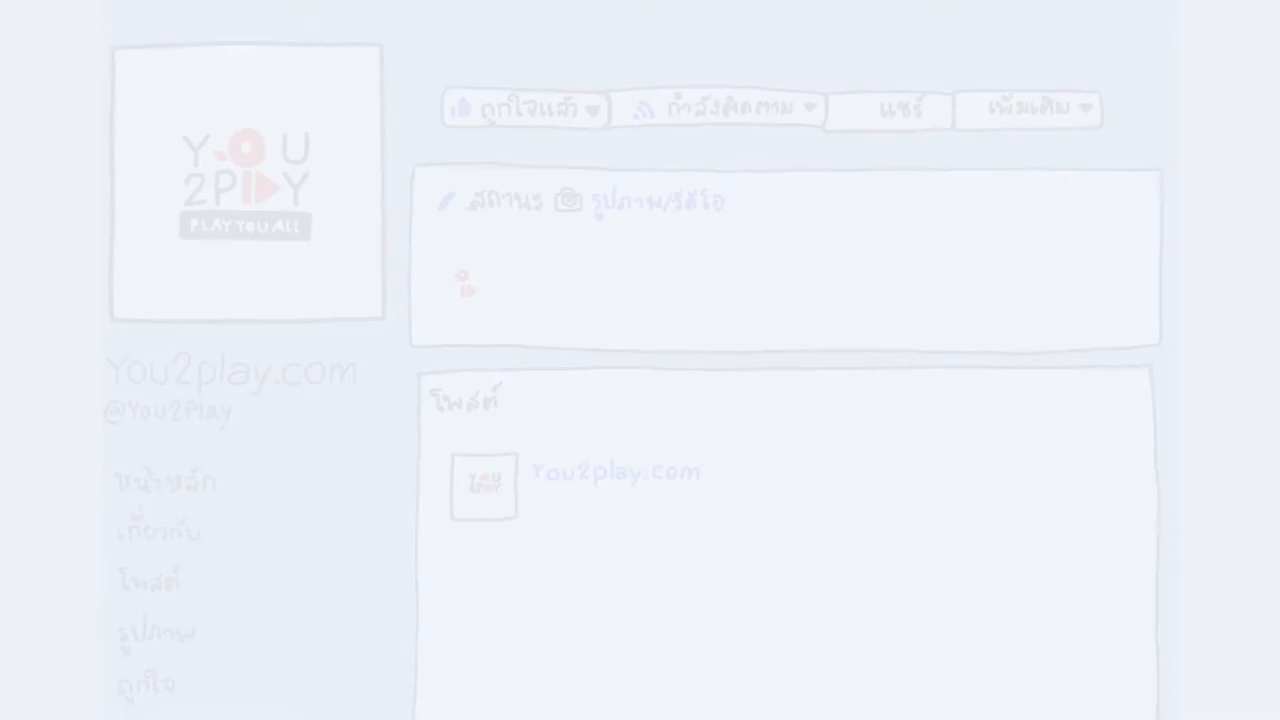 YOU
2PLAY
PLAY YOU ALL
ถูกใจแล้ว กำลังติดตาม แชร์ เพิ่มเติม
สถานะ รูปภาพ/วีดีโอ
You2play.com
@You2Play
หน้าหลัก
เกี่ยวกับ
โพสต์
รูปภาพ
ถูกใจ
โพสต์
YOU
2PLAY
You2play.com